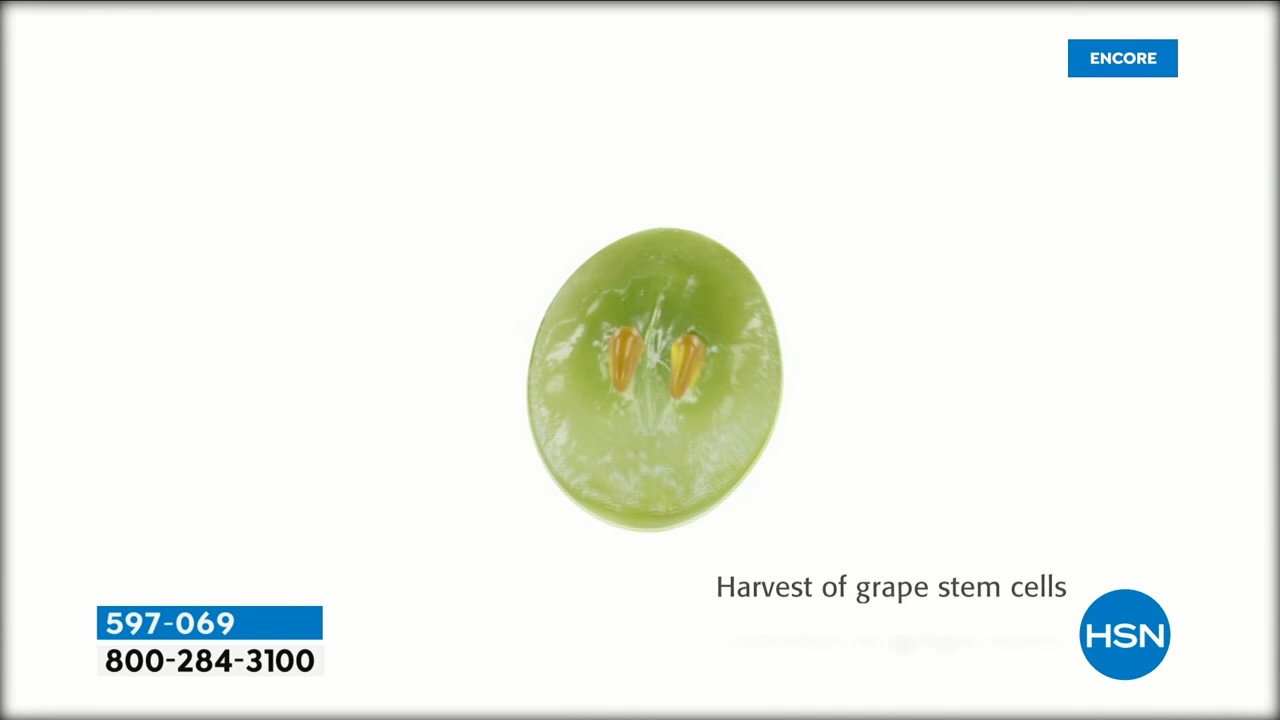 ENCORE
Harvest of grape stem cells
597-069
800-284-3100
HSN